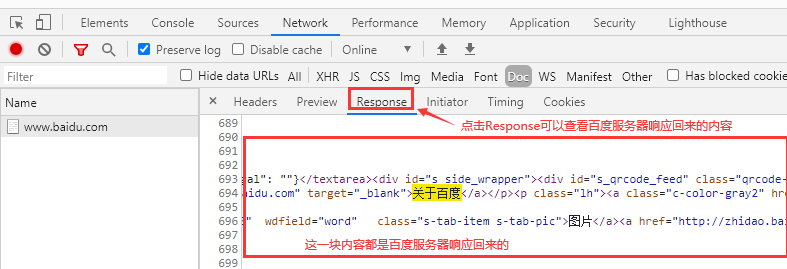 Elements Console Sources Network Performance Memory Application Security Lighthouse
Preserve log Disable cache Online
Filter Hide data URLs All XHR JS CSS Img Media Font Doc WS Manifest Other Has blocked cookie
Name Headers Preview Response Initiator Timing Cookies
www.baidu.com
点击Response可以查看百度服务器响应回来的内容
689
690
691
692
693 gal": ""}</textarea><div id="s_side_wrapper"><div id="s_qrcode_feed" class="qrcode-
694 aidu.com" target="_blank">关于百度</a></p><p class="lh"><a class="c-color-gray2" hr
695
696 " wdfield="word" class="s-tab-item s-tab-pic">图片</a><a href="http://zhidao.bai
697
698 这一块内容都是百度服务器响应回来的
699